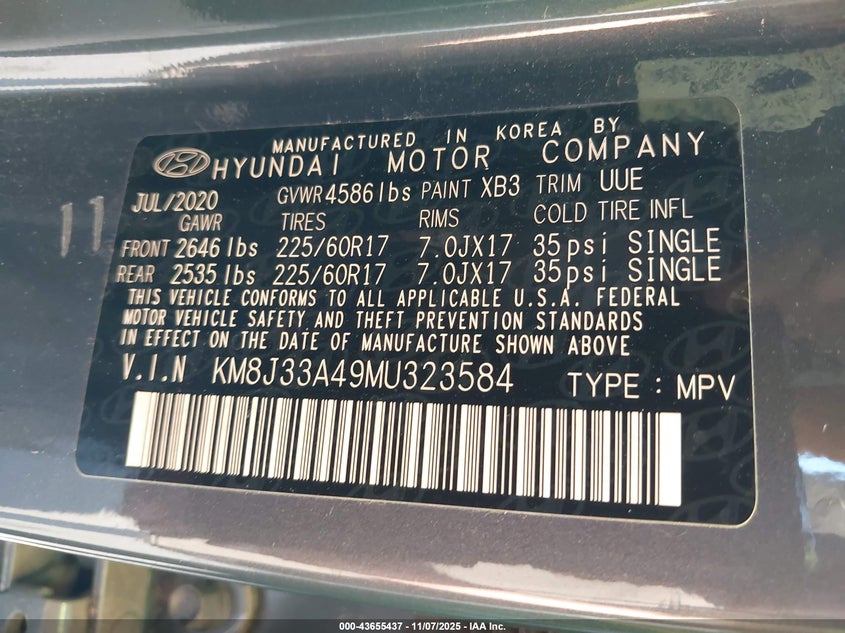 11
MANUFACTURED IN KOREA BY
HYUNDAI MOTOR COMPANY
JUL/2020 GVWR 4586 lbs PAINT XB3 TRIM UUE
GAWR TIRES RIMS COLD TIRE INFL
FRONT 2646 lbs 225/60R17 7.0JX17 35psi SINGLE
REAR 2535 lbs 225/60R17 7.0JX17 35psi SINGLE
THIS VEHICLE CONFORMS TO ALL APPLICABLE U.S.A. FEDERAL
MOTOR VEHICLE SAFETY AND THEFT PREVENTION STANDARDS
IN EFFECT ON THE DATE OF MANUFACTURE SHOWN ABOVE
V.I.N KM8J33A49MU323584 TYPE : MPV
000-43655437 - 11/07/2025 - IAA Inc.